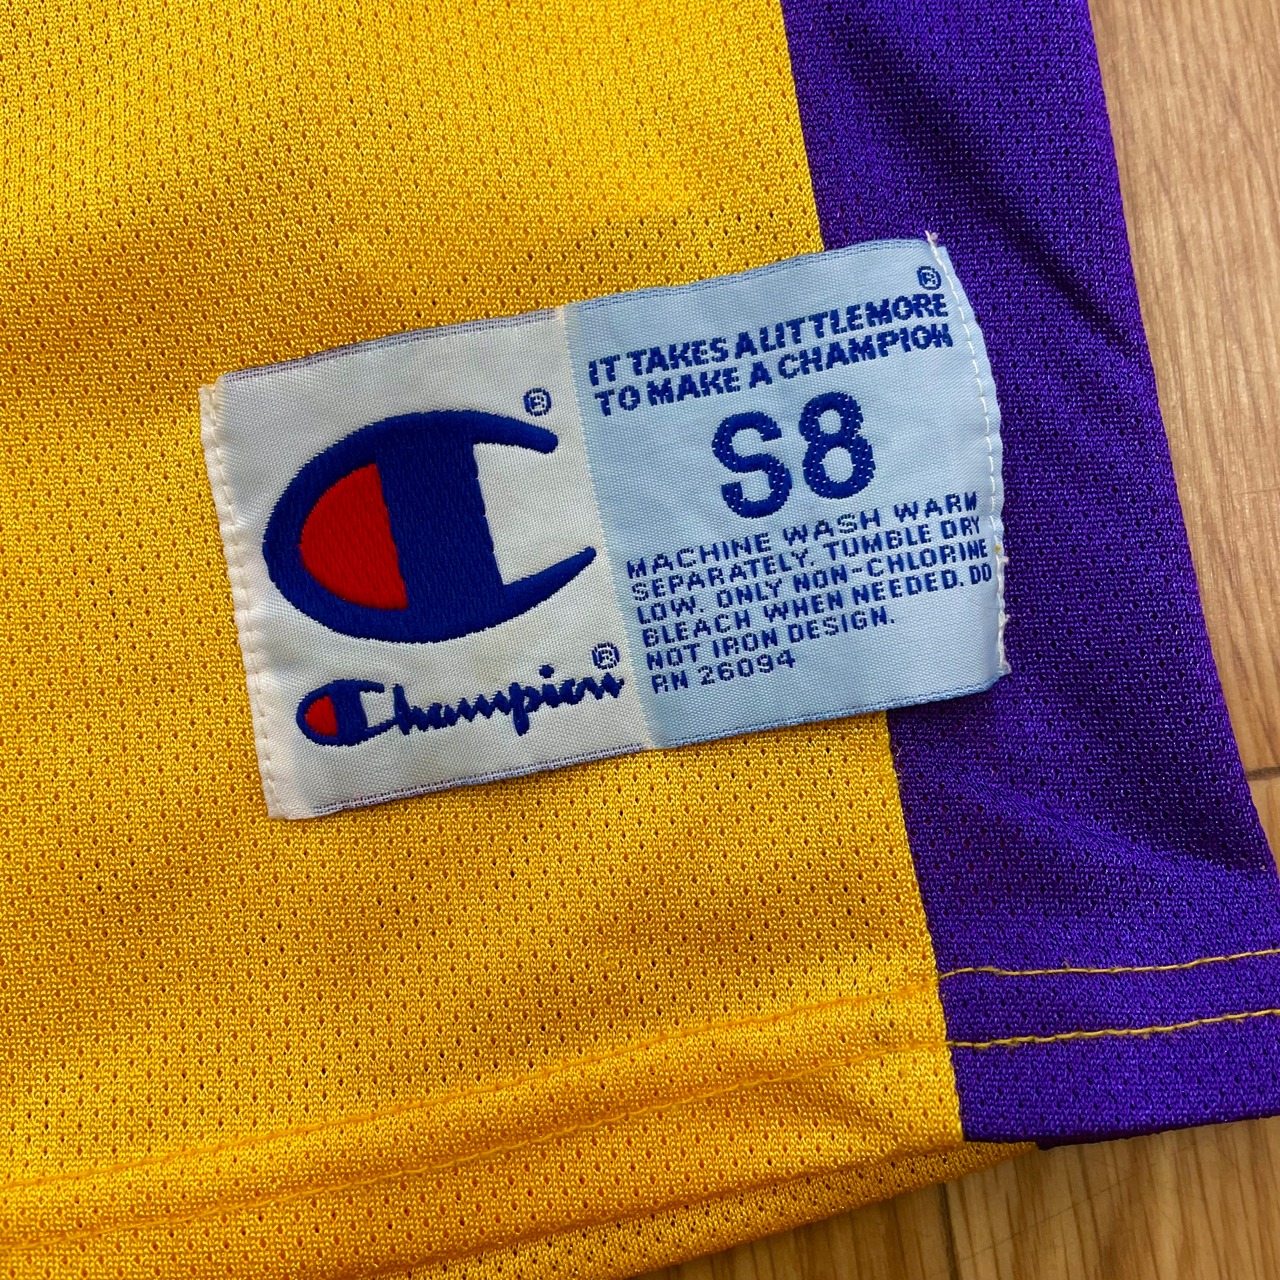 ®
IT TAKES A LITTLE MORE
TO MAKE A CHAMPION
S8
MACHINE WASH WARM
SEPARATELY. TUMBLE DRY
LOW. ONLY NON-CHLORINE
BLEACH WHEN NEEDED. DO
NOT IRON DESIGN.
RN 26094
®
Champion®